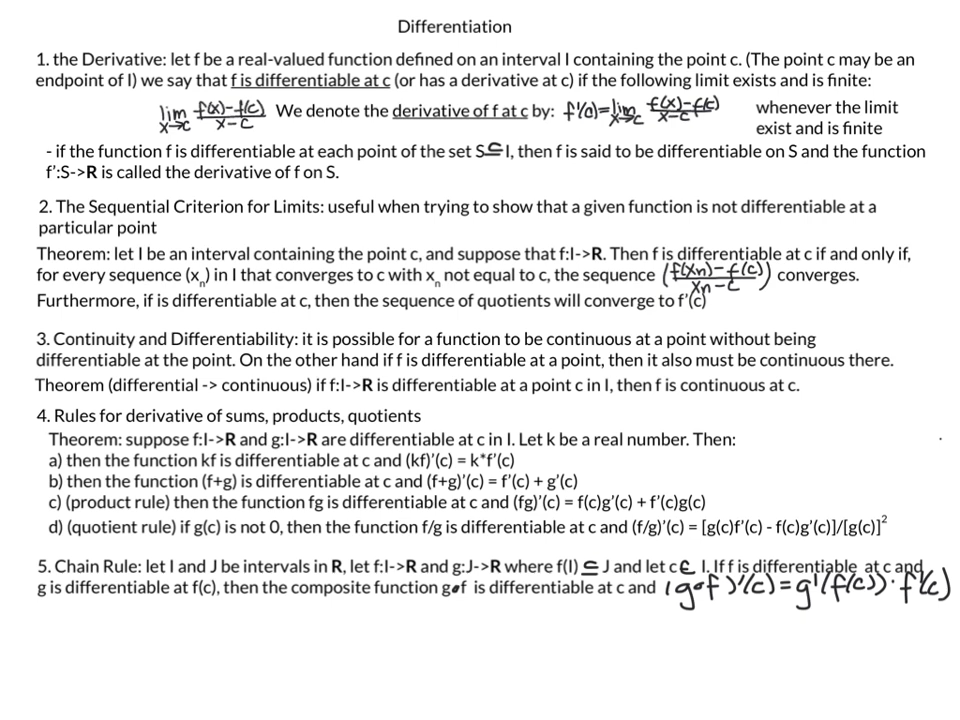 Differentiation
1. the Derivative: let f be a real-valued function defined on an interval I containing the point c. (The point c may be an
endpoint of I) we say that f is differentiable at c (or has a derivative at c) if the following limit exists and is finite:
lim x→c f(x)-f(c) / x-c We denote the derivative of f at c by: f'(c)=lim x→c f(x)-f(c) / x-c whenever the limit
exist and is finite
- if the function f is differentiable at each point of the set S⊆I, then f is said to be differentiable on S and the function
f':S->R is called the derivative of f on S.
2. The Sequential Criterion for Limits: useful when trying to show that a given function is not differentiable at a
particular point
Theorem: let I be an interval containing the point c, and suppose that f:I->R. Then f is differentiable at c if and only if,
for every sequence (xₙ) in I that converges to c with xₙ not equal to c, the sequence (f(xn)-f(c) / xn-c) converges.
Furthermore, if is differentiable at c, then the sequence of quotients will converge to f'(c)
3. Continuity and Differentiability: it is possible for a function to be continuous at a point without being
differentiable at the point. On the other hand if f is differentiable at a point, then it also must be continuous there.
Theorem (differential -> continuous) if f:I->R is differentiable at a point c in I, then f is continuous at c.
4. Rules for derivative of sums, products, quotients
Theorem: suppose f:I->R and g:I->R are differentiable at c in I. Let k be a real number. Then:
a) then the function kf is differentiable at c and (kf)'(c) = k*f'(c)
b) then the function (f+g) is differentiable at c and (f+g)'(c) = f'(c) + g'(c)
c) (product rule) then the function fg is differentiable at c and (fg)'(c) = f(c)g'(c) + f'(c)g(c)
d) (quotient rule) if g(c) is not 0, then the function f/g is differentiable at c and (f/g)'(c) = [g(c)f'(c) - f(c)g'(c)]/[g(c)]²
5. Chain Rule: let I and J be intervals in R, let f:I->R and g:J->R where f(I) ⊆ J and let c ∈ I. If f is differentiable at c and
g is differentiable at f(c), then the composite function g∘f is differentiable at c and (g∘f)'(c)=g'(f(c))·f'(c)